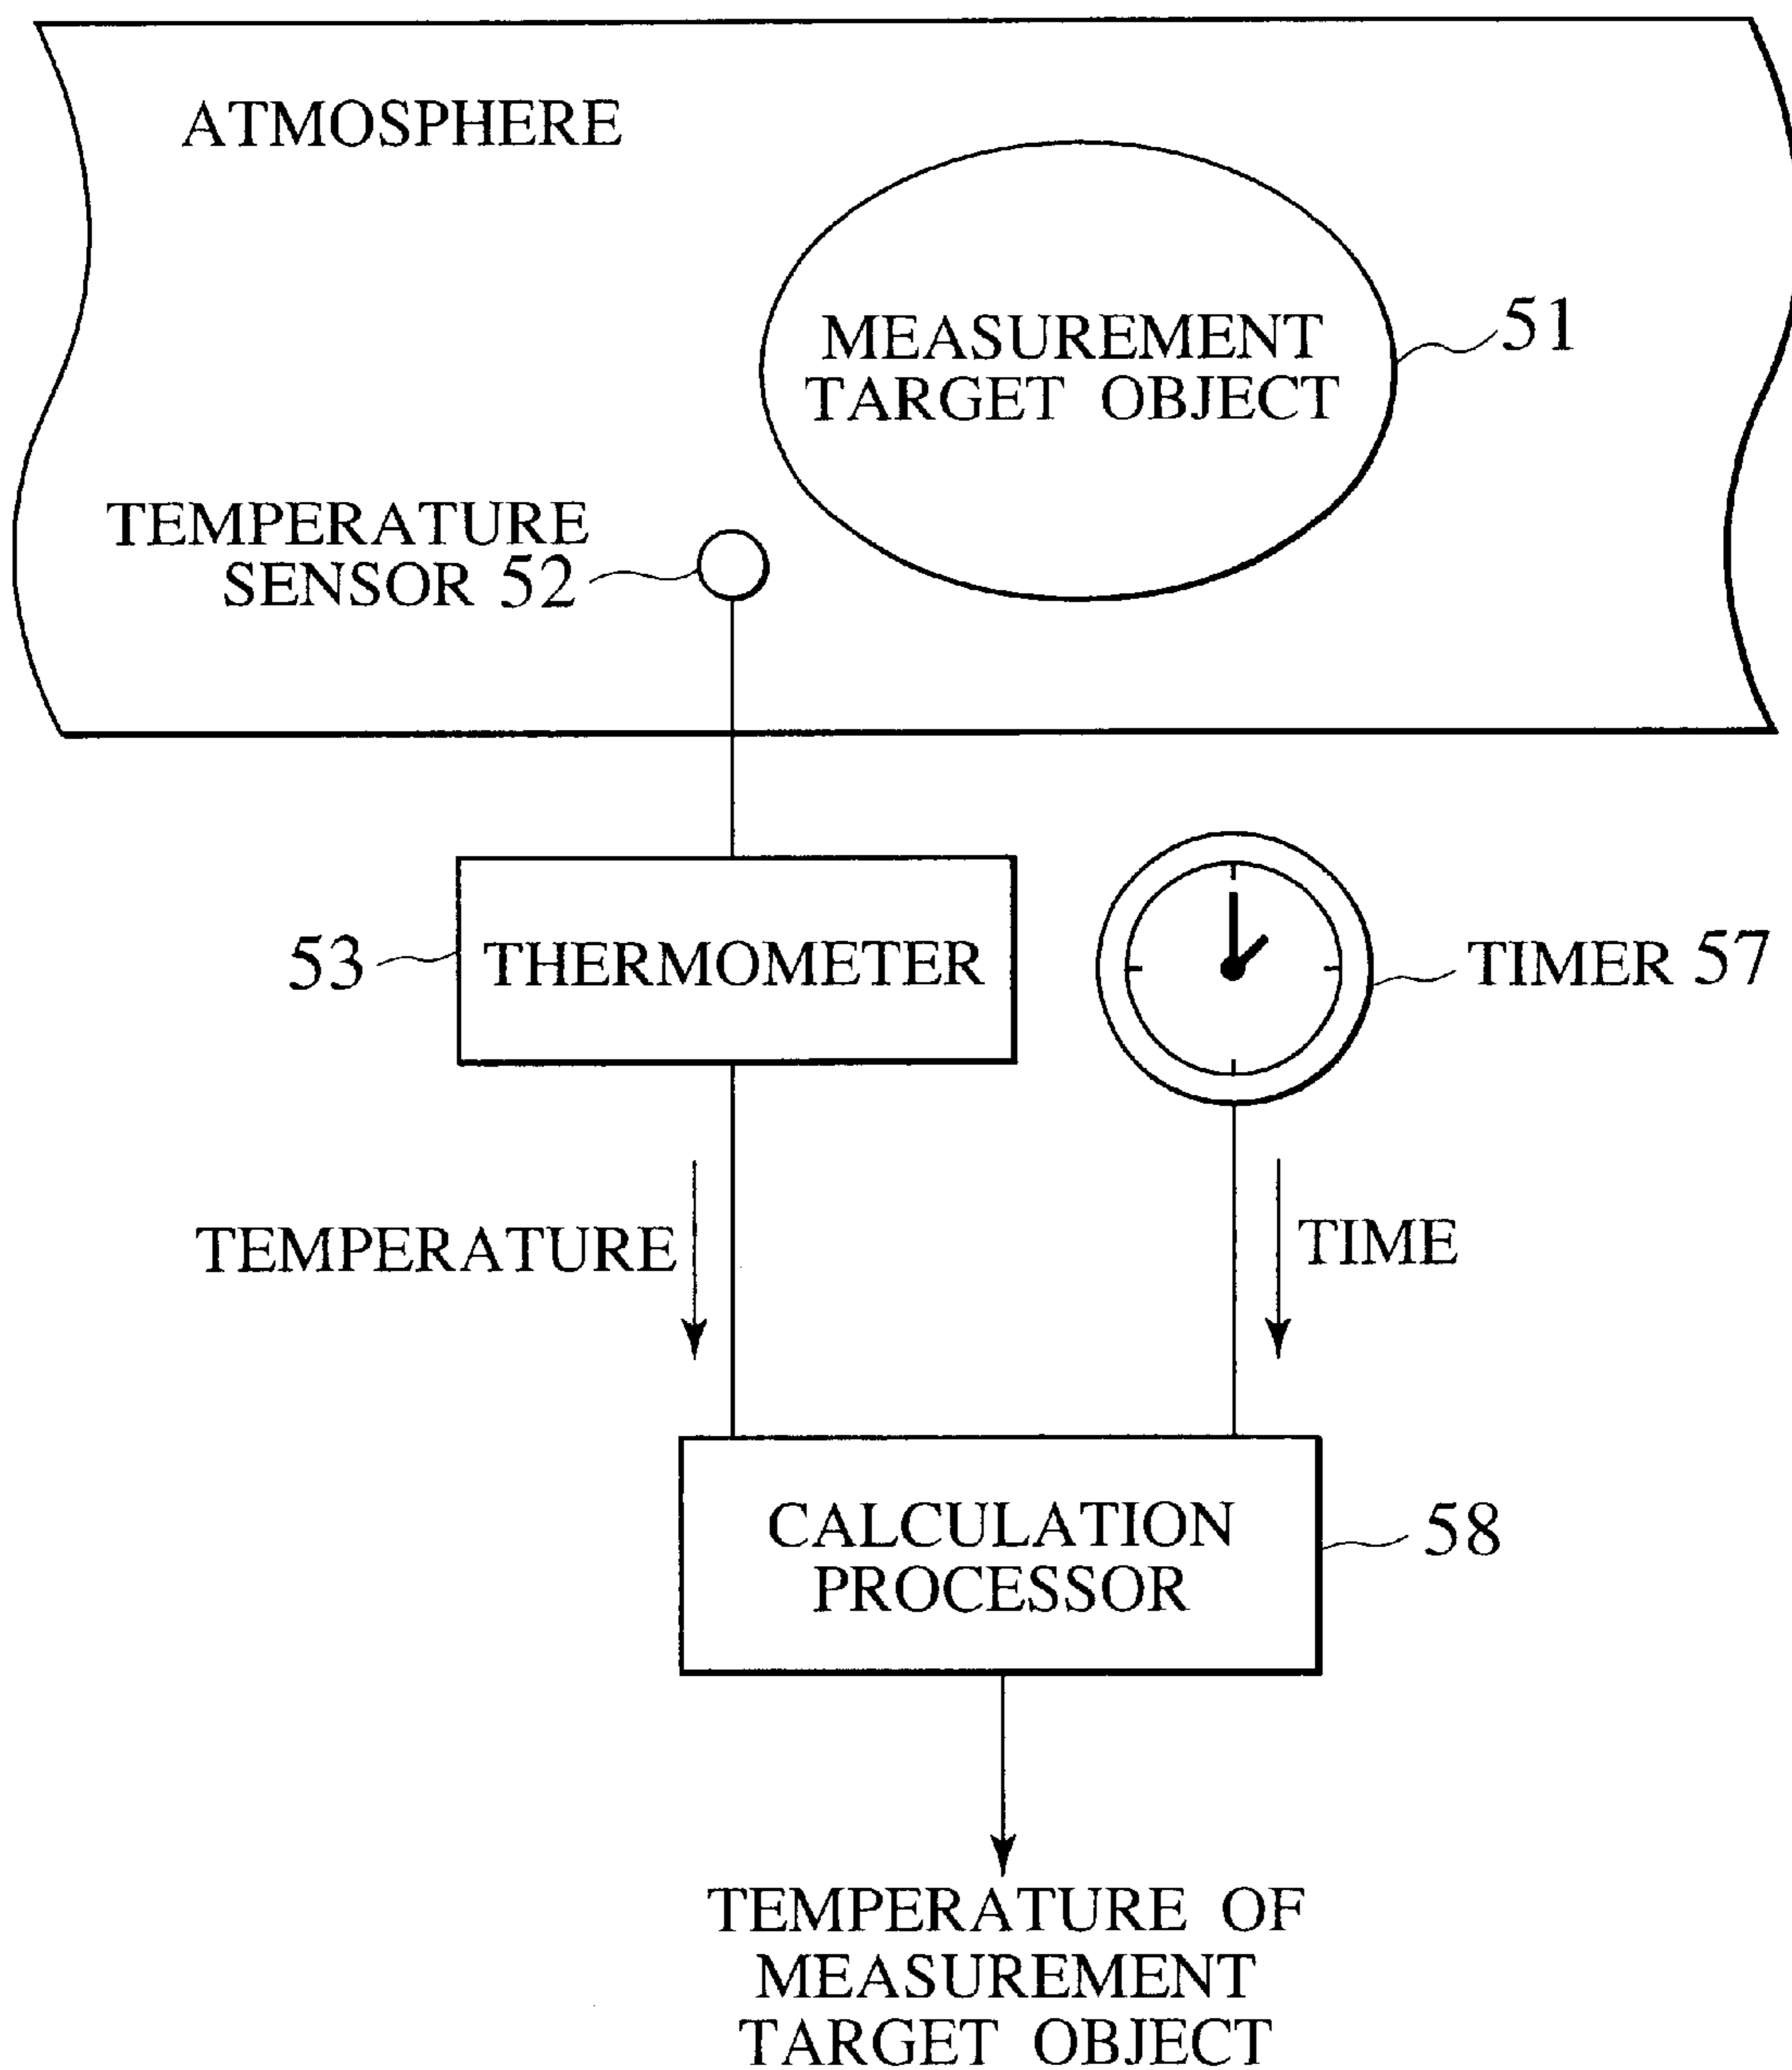 ATMOSPHERE
MEASUREMENT
TARGET OBJECT
51
TEMPERATURE
SENSOR 52
53
THERMOMETER
TIMER 57
TEMPERATURE
TIME
CALCULATION
PROCESSOR
58
TEMPERATURE OF
MEASUREMENT
TARGET OBJECT